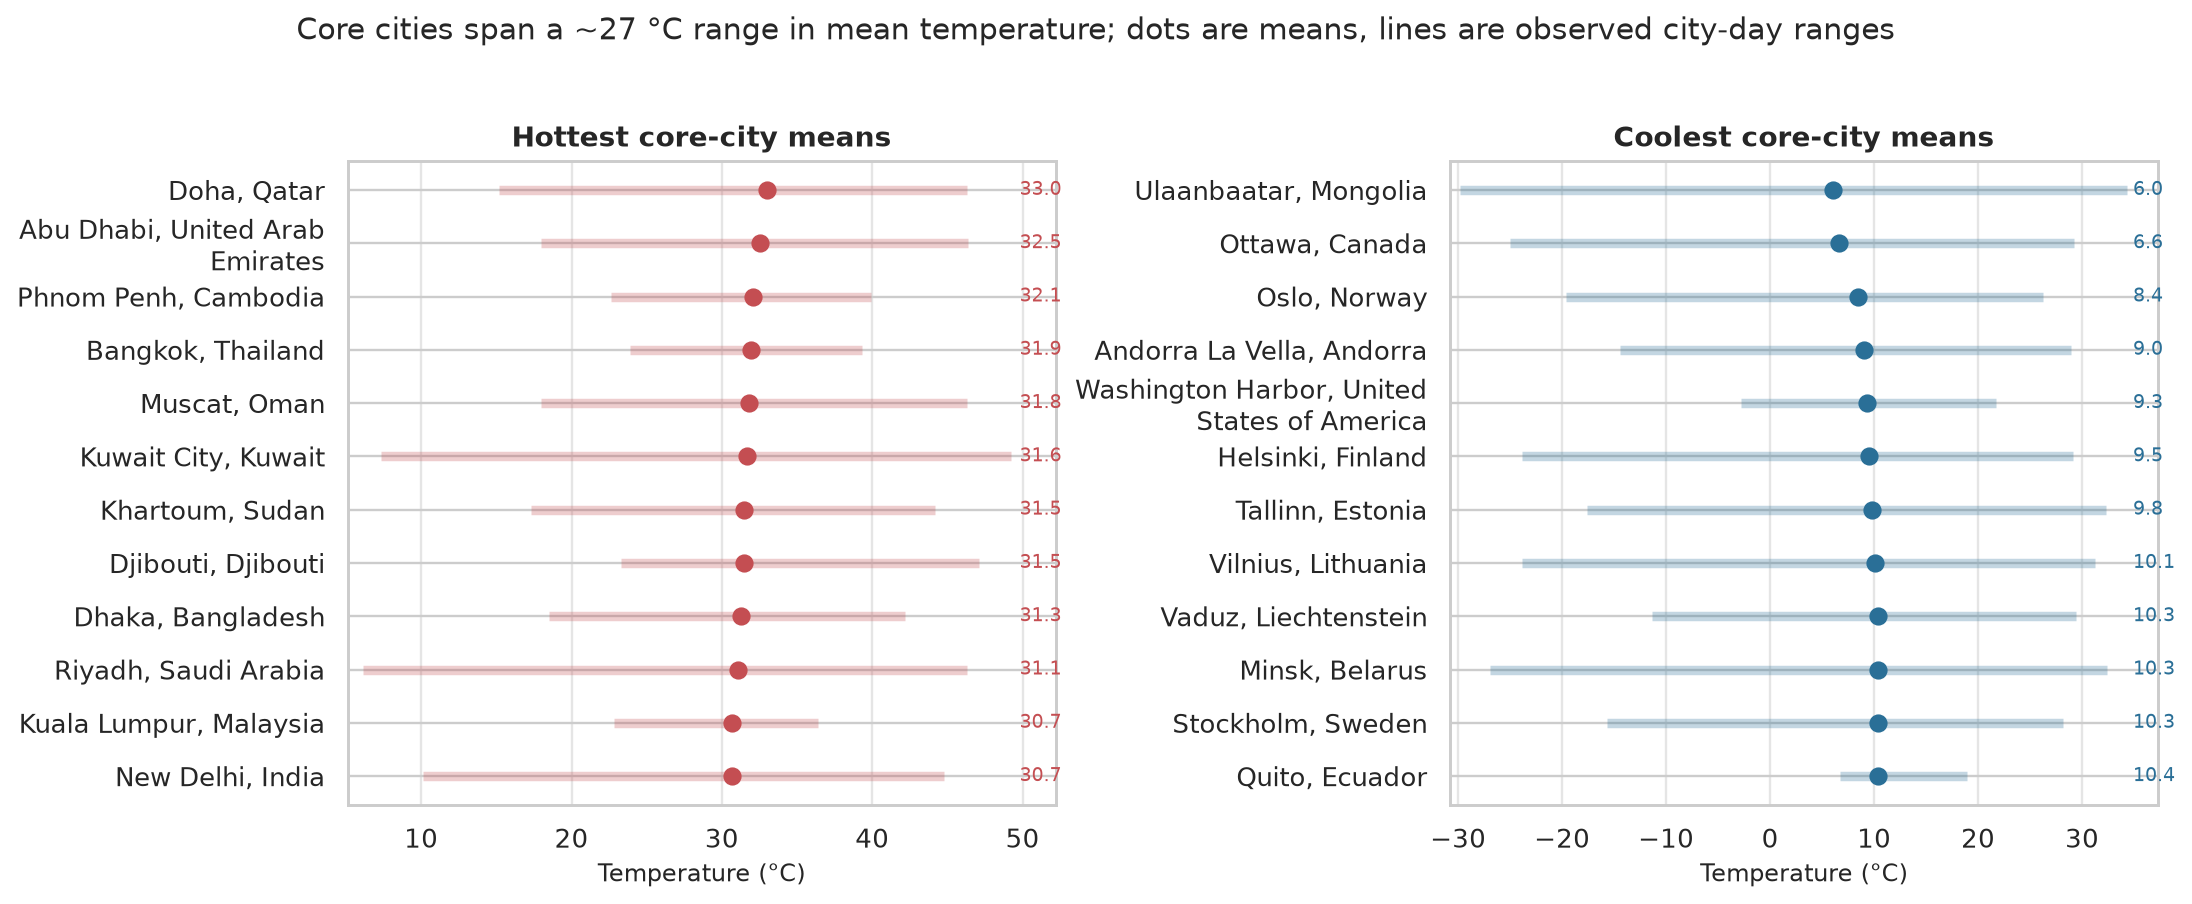 Core cities span a ~27 °C range in mean temperature; dots are means, lines are observed city-day ranges
Hottest core-city means
Doha, Qatar
33.0
Abu Dhabi, United Arab
Emirates
32.5
Phnom Penh, Cambodia
32.1
Bangkok, Thailand
31.9
Muscat, Oman
31.8
Kuwait City, Kuwait
31.6
Khartoum, Sudan
31.5
Djibouti, Djibouti
31.5
Dhaka, Bangladesh
31.3
Riyadh, Saudi Arabia
31.1
Kuala Lumpur, Malaysia
30.7
New Delhi, India
30.7
10 20 30 40 50
Temperature (°C)
Coolest core-city means
Ulaanbaatar, Mongolia
6.0
Ottawa, Canada
6.6
Oslo, Norway
8.4
Andorra La Vella, Andorra
9.0
Washington Harbor, United
States of America
9.3
Helsinki, Finland
9.5
Tallinn, Estonia
9.8
Vilnius, Lithuania
10.1
Vaduz, Liechtenstein
10.3
Minsk, Belarus
10.3
Stockholm, Sweden
10.3
Quito, Ecuador
10.4
−30 −20 −10 0 10 20 30
Temperature (°C)